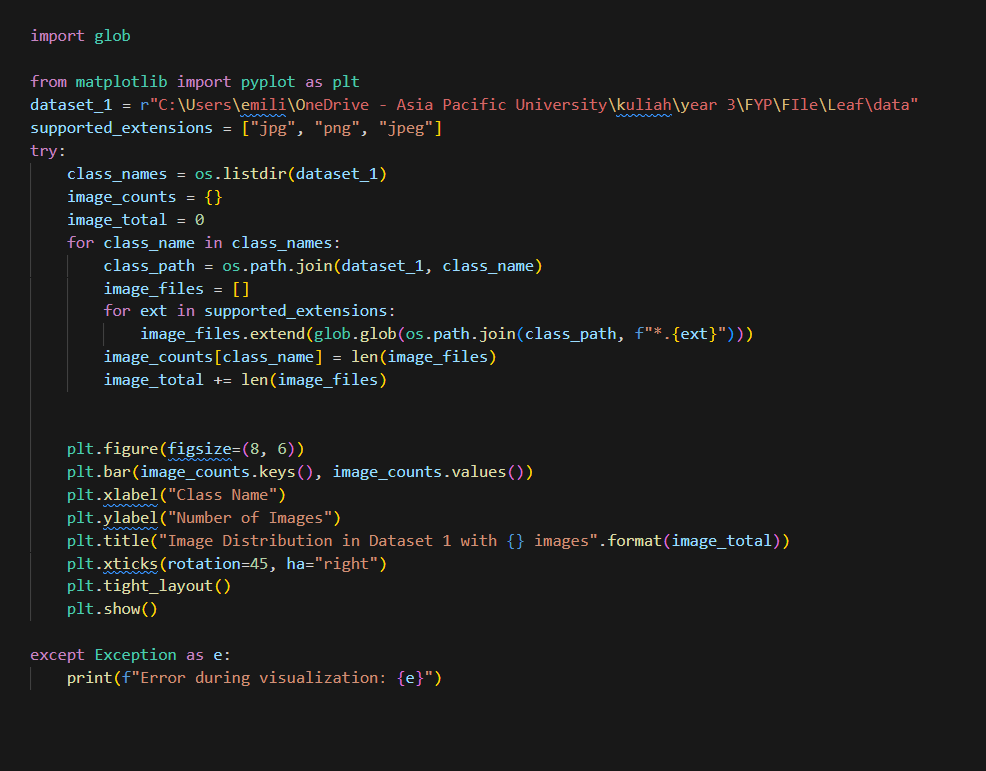 import glob
from matplotlib import pyplot as plt
dataset_1 = r"C:\Users\emili\OneDrive - Asia Pacific University\kuliah\year 3\FYP\FIle\Leaf\data"
supported_extensions = ["jpg", "png", "jpeg"]
try:
    class_names = os.listdir(dataset_1)
    image_counts = {}
    image_total = 0
    for class_name in class_names:
        class_path = os.path.join(dataset_1, class_name)
        image_files = []
        for ext in supported_extensions:
            image_files.extend(glob.glob(os.path.join(class_path, f"*.{ext}")))
        image_counts[class_name] = len(image_files)
        image_total += len(image_files)
    plt.figure(figsize=(8, 6))
    plt.bar(image_counts.keys(), image_counts.values())
    plt.xlabel("Class Name")
    plt.ylabel("Number of Images")
    plt.title("Image Distribution in Dataset 1 with {} images".format(image_total))
    plt.xticks(rotation=45, ha="right")
    plt.tight_layout()
    plt.show()
except Exception as e:
    print(f"Error during visualization: {e}")